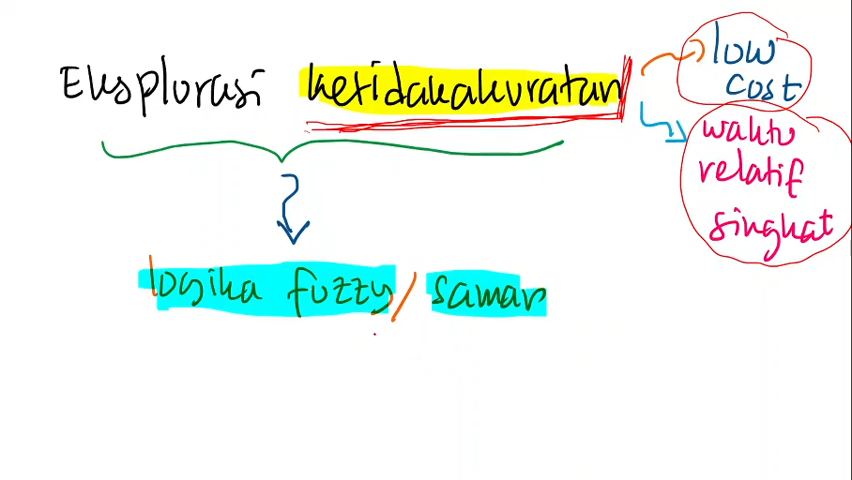 Eksplorasi ketidakakuratan
low
cost
waktu
relatif
singkat
logika fuzzy / samar